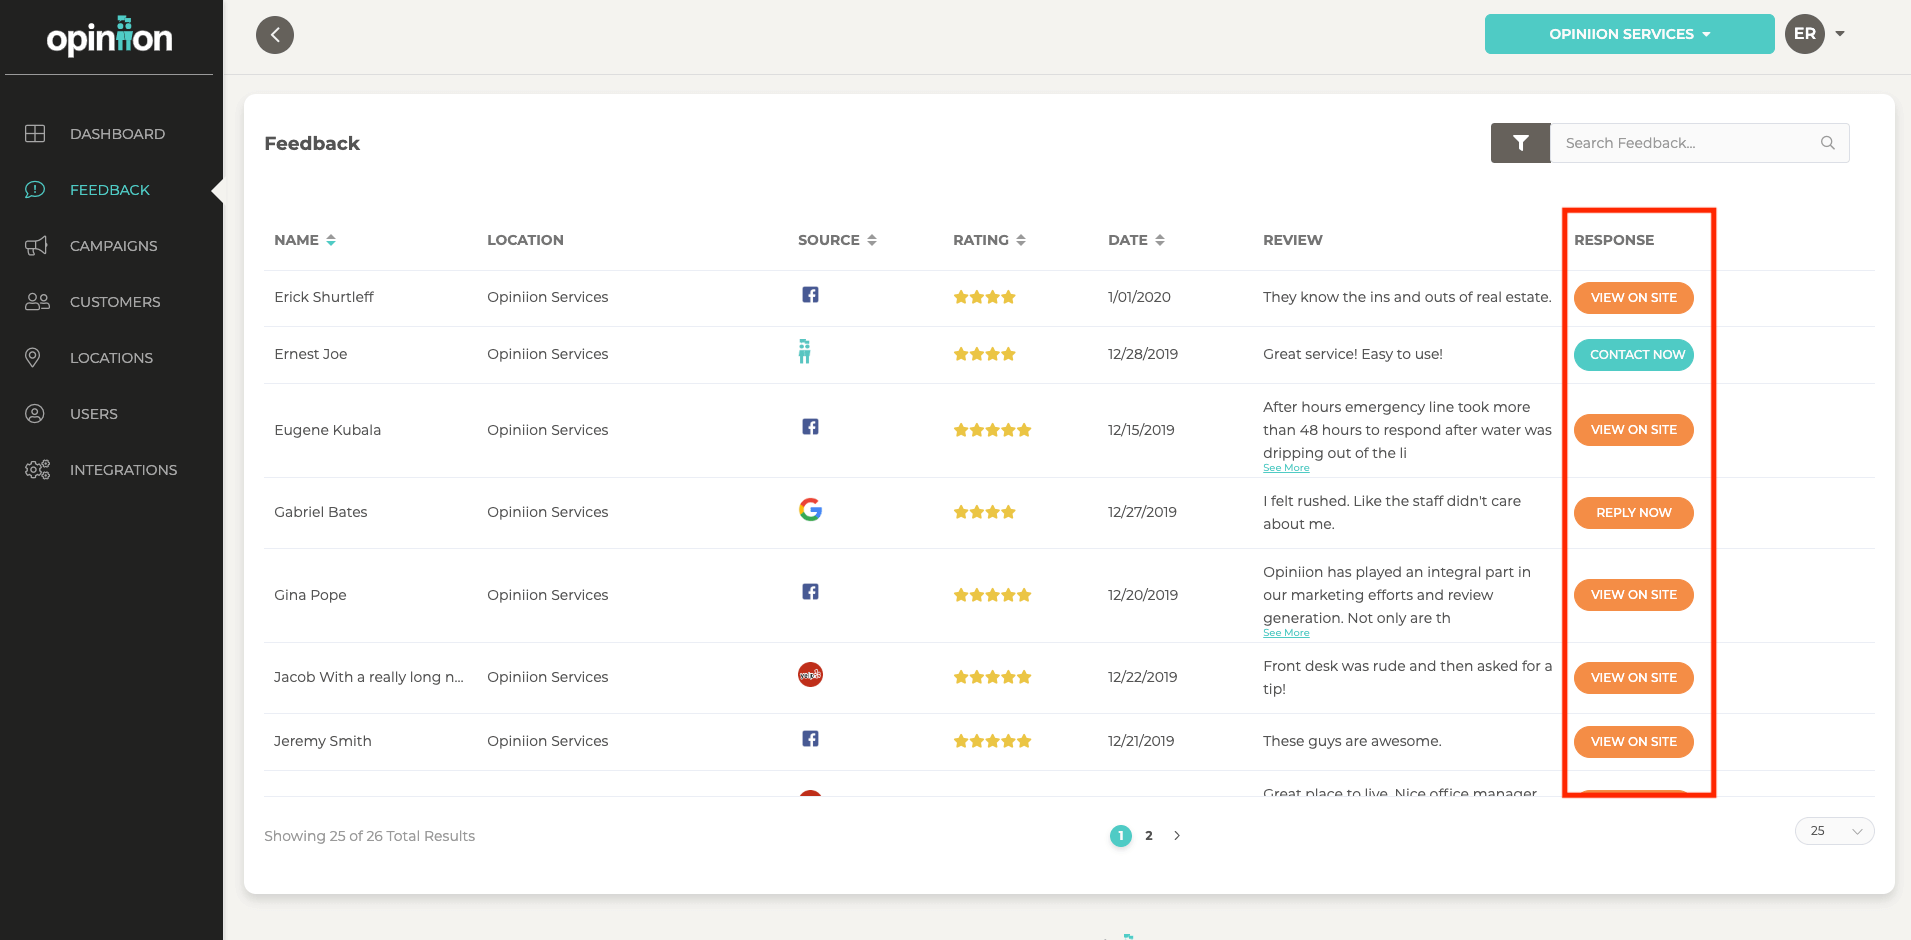 opiniion
OPINIION SERVICES
ER
DASHBOARD
FEEDBACK
CAMPAIGNS
CUSTOMERS
LOCATIONS
USERS
INTEGRATIONS
Feedback
Search Feedback...
NAME LOCATION SOURCE RATING DATE REVIEW RESPONSE
Erick Shurtleff Opiniion Services 1/01/2020 They know the ins and outs of real estate. VIEW ON SITE
Ernest Joe Opiniion Services 12/28/2019 Great service! Easy to use! CONTACT NOW
After hours emergency line took more
Eugene Kubala Opiniion Services 12/15/2019 than 48 hours to respond after water was VIEW ON SITE
dripping out of the li
See More
I felt rushed. Like the staff didn't care
Gabriel Bates Opiniion Services 12/27/2019 REPLY NOW
about me.
Opiniion has played an integral part in
Gina Pope Opiniion Services 12/20/2019 our marketing efforts and review VIEW ON SITE
generation. Not only are th
See More
Front desk was rude and then asked for a
Jacob With a really long n... Opiniion Services yelp 12/22/2019 VIEW ON SITE
tip!
Jeremy Smith Opiniion Services 12/21/2019 These guys are awesome. VIEW ON SITE
Great place to live. Nice office manager
Showing 25 of 26 Total Results 1 2 25